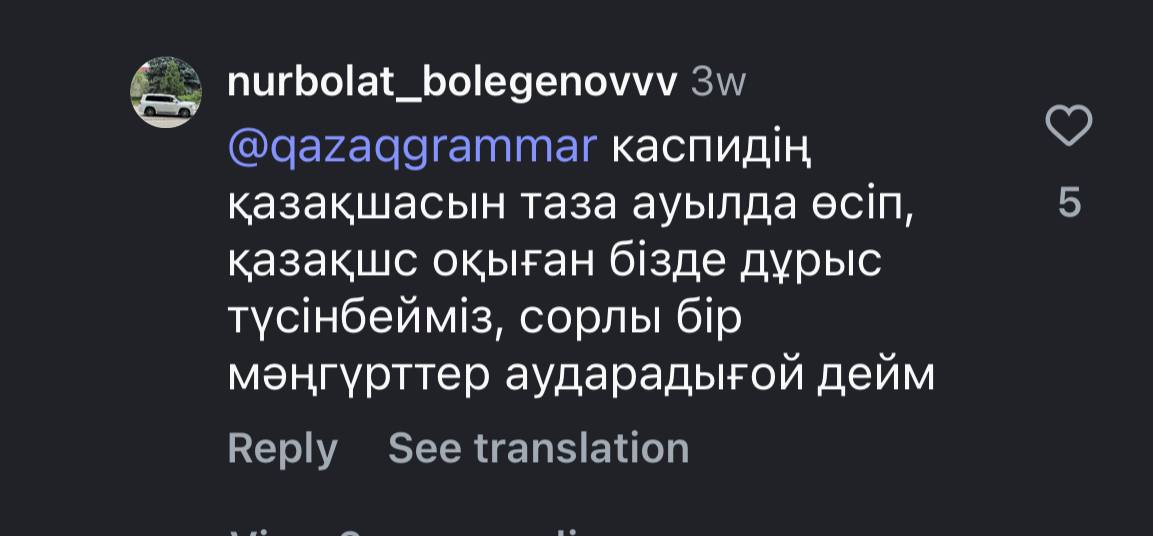 nurbolat_bolegenovvv 3w
@qazaqgrammar каспидің
қазақшасын таза ауылда өсіп,
5
қазақшс оқыған бізде дұрыс
түсінбейміз, сорлы бір
мәңгүрттер аударадығой дейм
Reply See translation